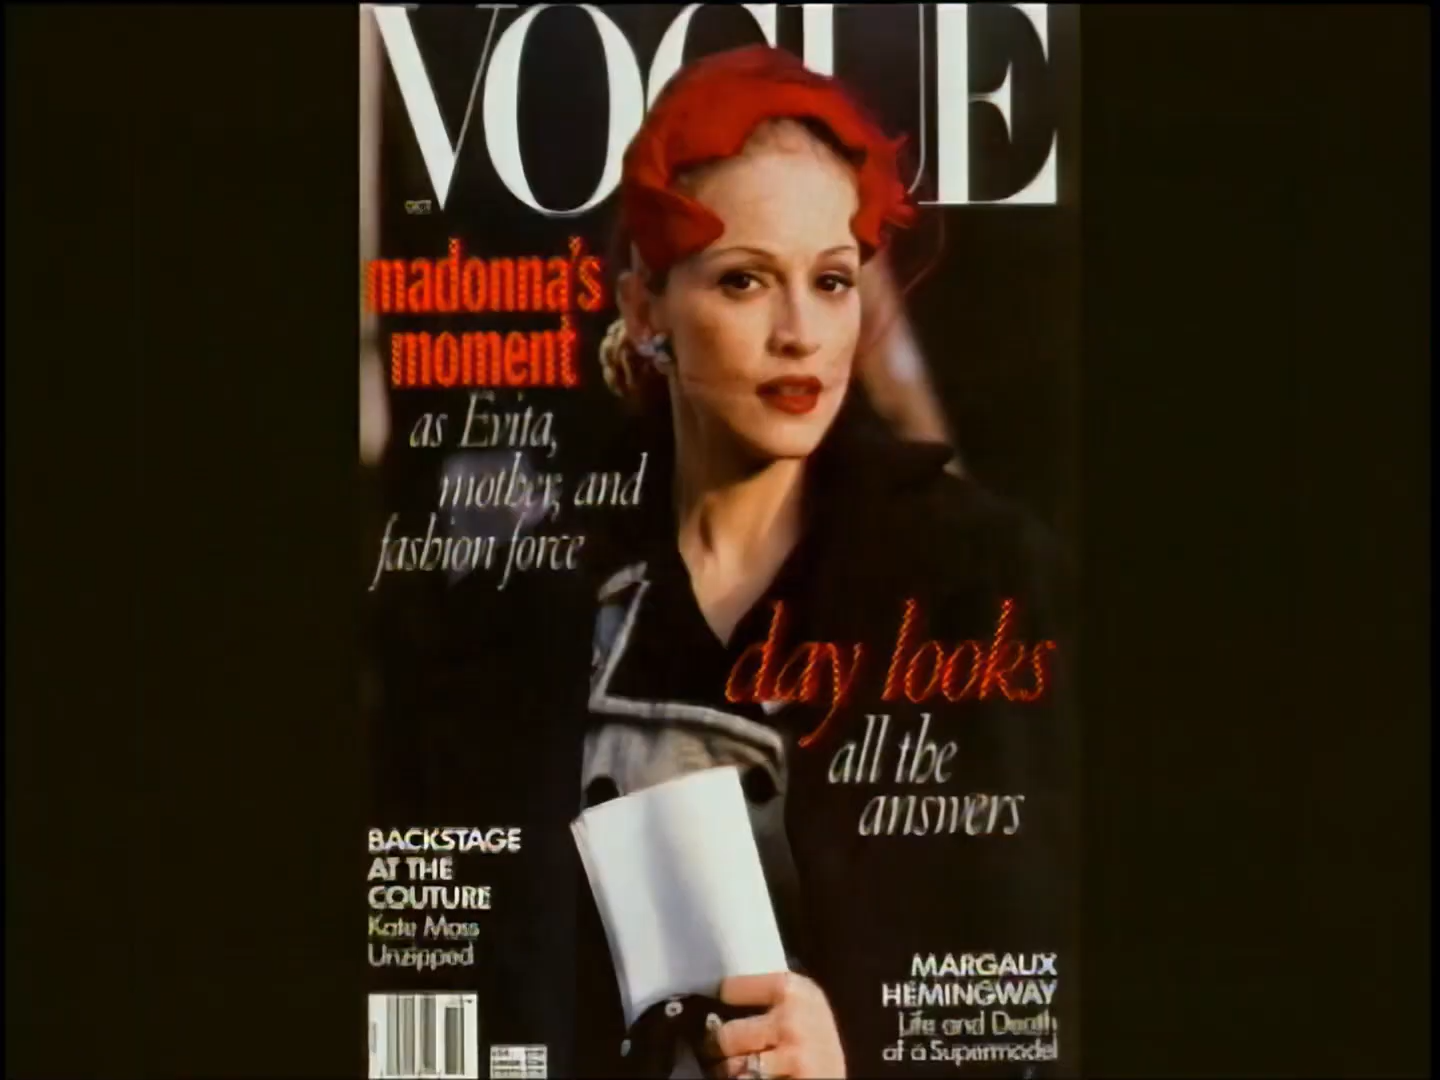 VOGUE
OCT
madonna's
moment
as Evita,
mother, and
fashion force
day looks
all the
answers
BACKSTAGE
AT THE
COUTURE
Kate Moss
Unzipped
MARGAUX
HEMINGWAY
Life and Death
of a Supermodel